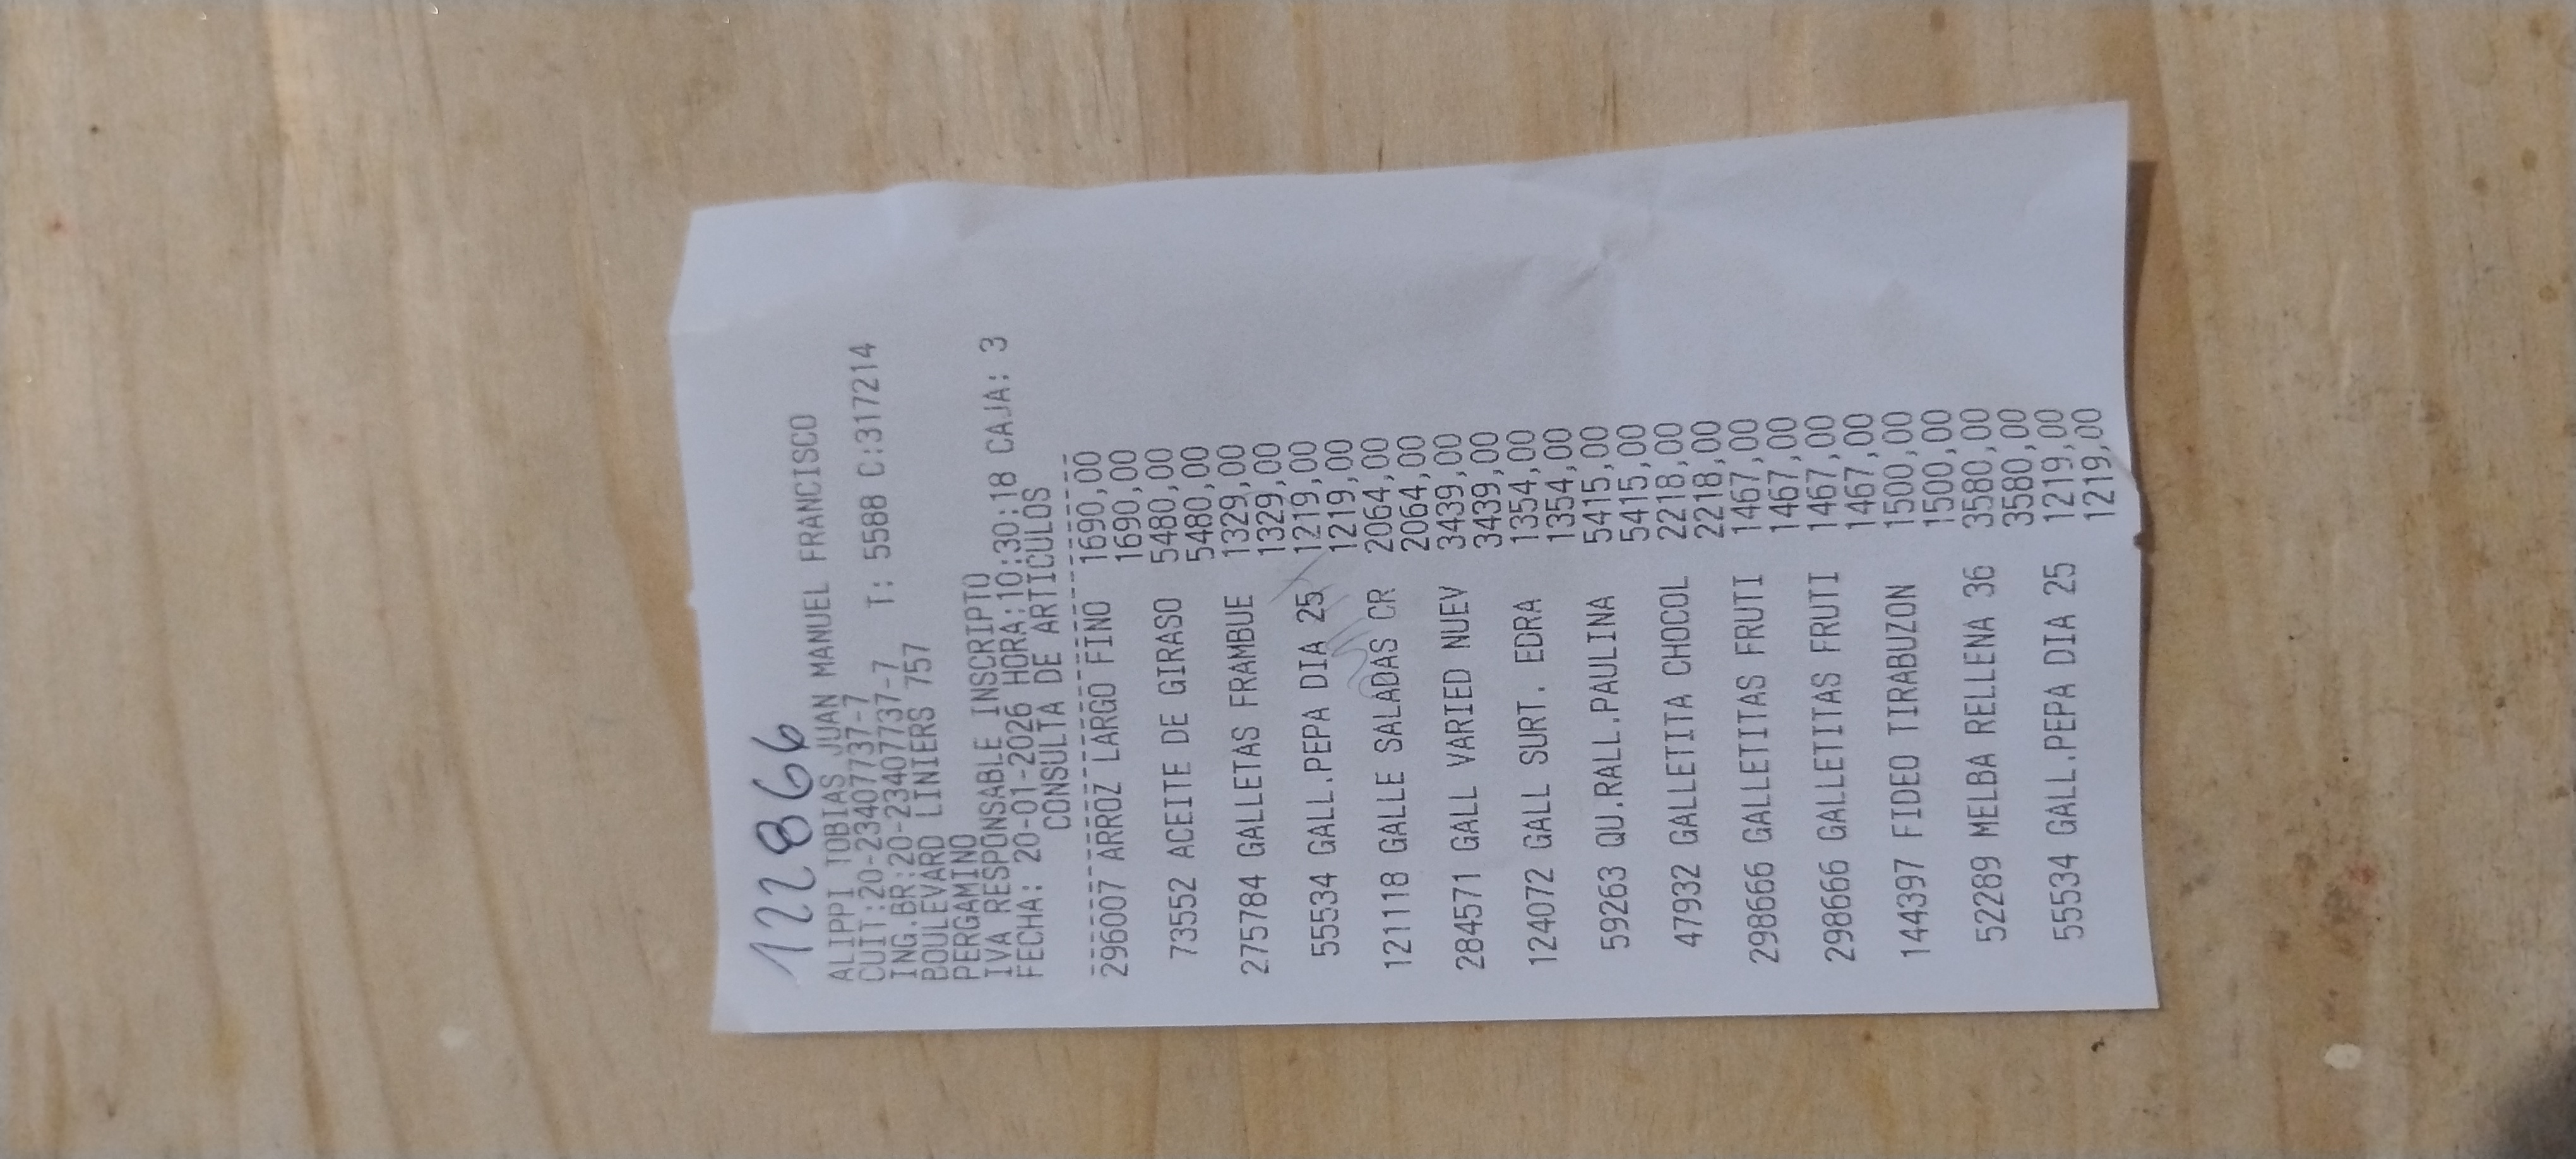 122866
ALIPPI TOBIAS JUAN MANUEL FRANCISCO
CUIT:20-23407737-7
ING.BR:20-23407737-7 T: 5588 C:317214
BOULEVARD LINIERS 757
PERGAMINO
IVA RESPONSABLE INSCRIPTO
FECHA: 20-01-2026 HORA:10:30:18 CAJA: 3
CONSULTA DE ARTICULOS
296007 ARROZ LARGO FINO 1690,00
1690,00
73552 ACEITE DE GIRASO 5480,00
5480,00
275784 GALLETAS FRAMBUE 1329,00
1329,00
55534 GALL.PEPA DIA 25 1219,00
1219,00
121118 GALLE SALADAS CR 2064,00
2064,00
284571 GALL VARIED NUEV 3439,00
3439,00
124072 GALL SURT. EDRA 1354,00
1354,00
59263 QU.RALL.PAULINA 5415,00
5415,00
47932 GALLETITA CHOCOL 2218,00
2218,00
298666 GALLETITAS FRUTI 1467,00
1467,00
298666 GALLETITAS FRUTI 1467,00
1467,00
144397 FIDEO TIRABUZON 1500,00
1500,00
52289 MELBA RELLENA 36 3580,00
3580,00
55534 GALL.PEPA DIA 25 1219,00
1219,00